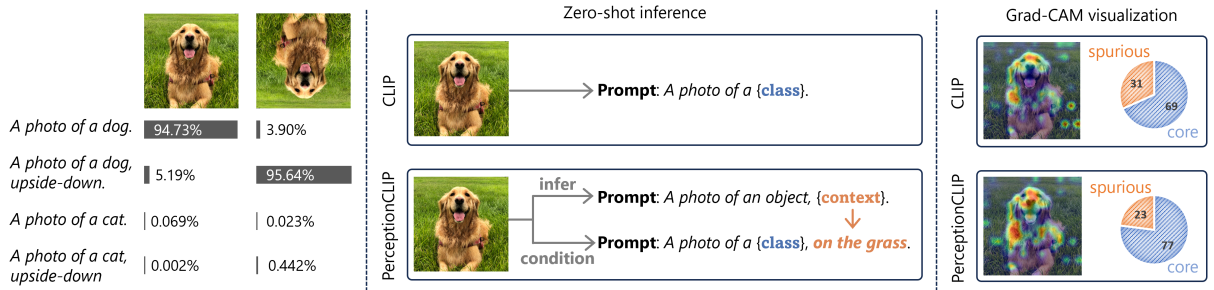 A photo of a dog.
94.73%
3.90%
A photo of a dog,
upside-down.
5.19%
95.64%
A photo of a cat.
0.069%
0.023%
A photo of a cat,
upside-down
0.002%
0.442%
Zero-shot inference
CLIP
Prompt: A photo of a {class}.
PerceptionCLIP
infer
Prompt: A photo of an object, {context}.
condition
Prompt: A photo of a {class}, on the grass.
Grad-CAM visualization
CLIP
spurious
31
69
core
PerceptionCLIP
spurious
23
77
core